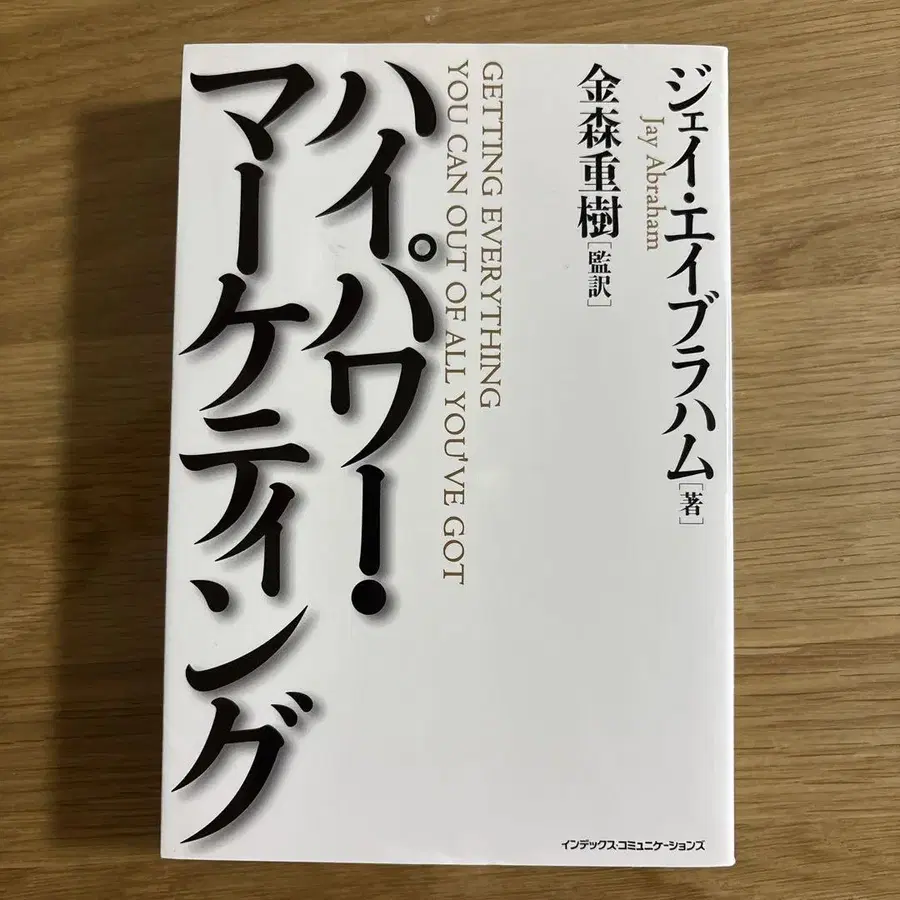 ジェイ・エイブラハム[著]
Jay Abraham
金森重樹[監訳]
GETTING EVERYTHING
YOU CAN OUT OF ALL YOU'VE GOT
ハイパワー・
マーケティング
インデックス・コミュニケーションズ